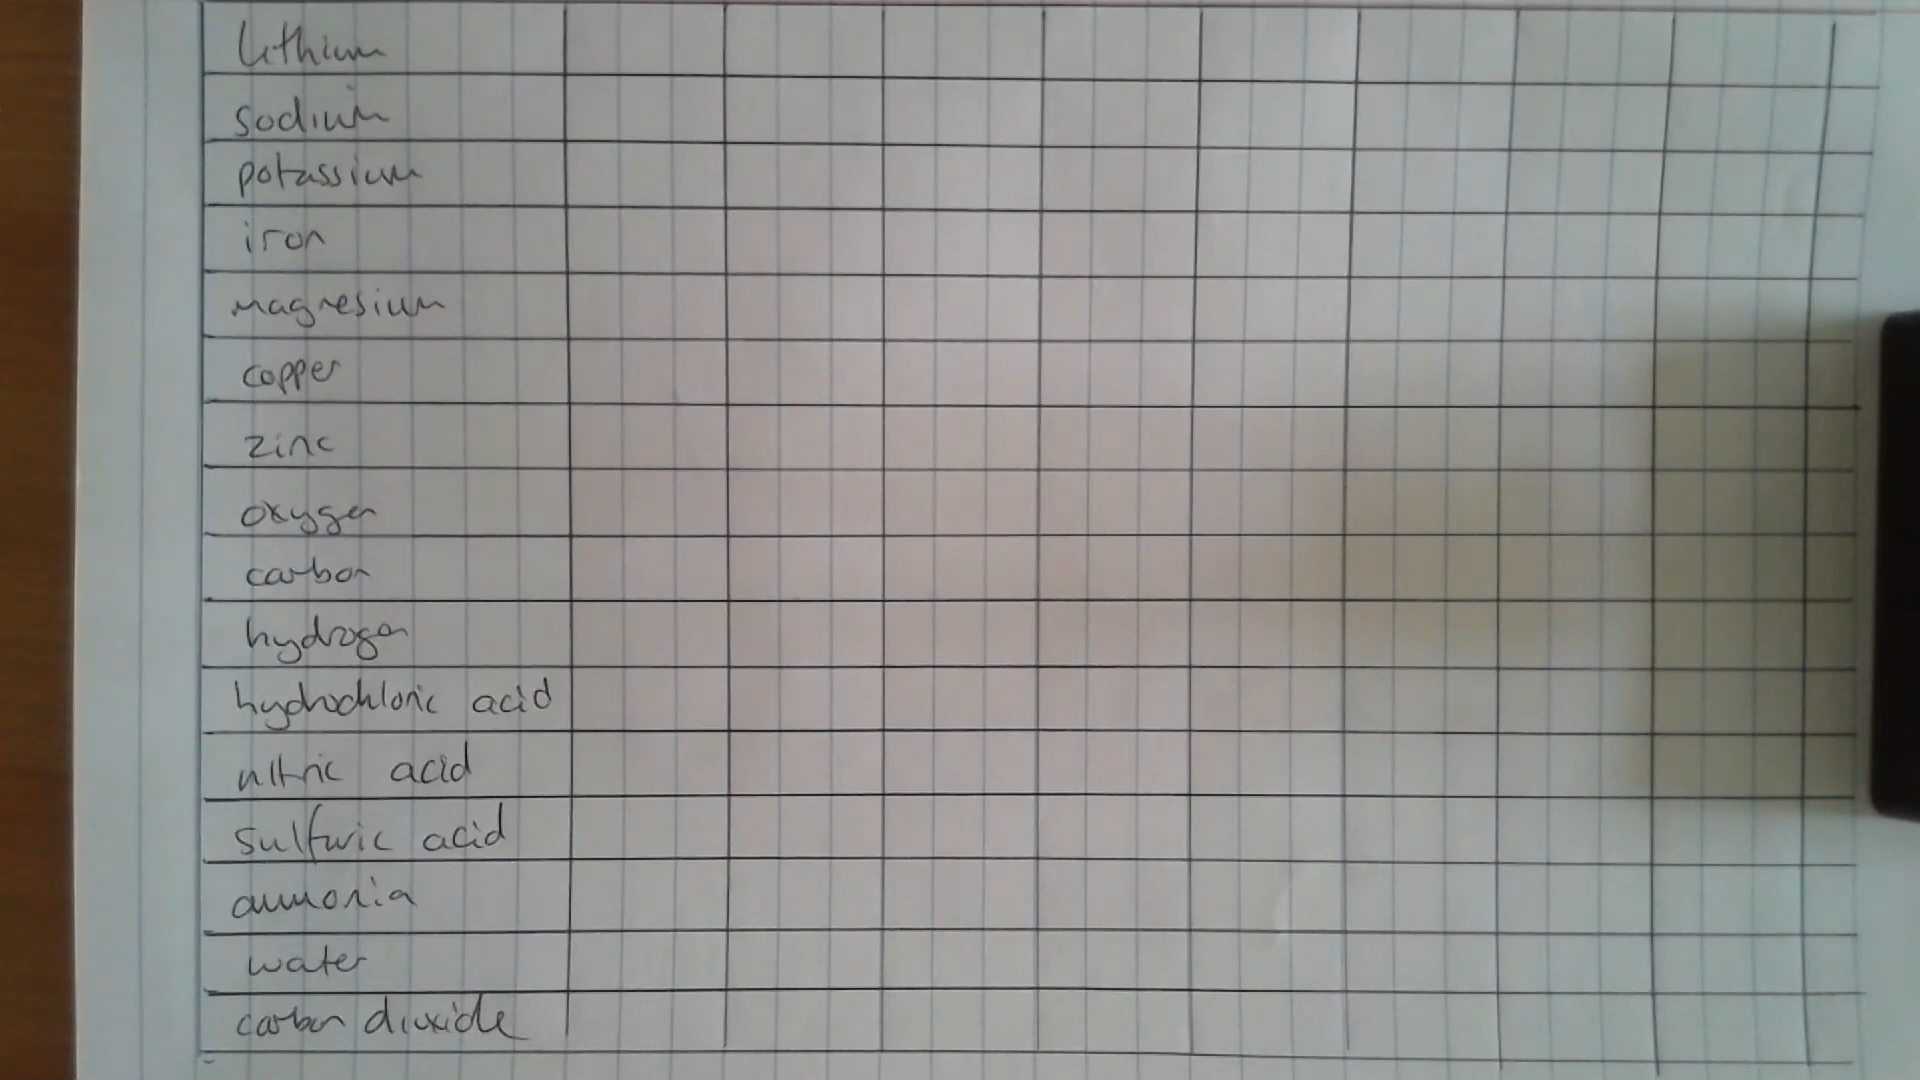 lithium
sodium
potassium
iron
magnesium
copper
zinc
oxygen
carbon
hydrogen
hydrochloric acid
nitric acid
sulfuric acid
ammonia
water
carbon dioxide